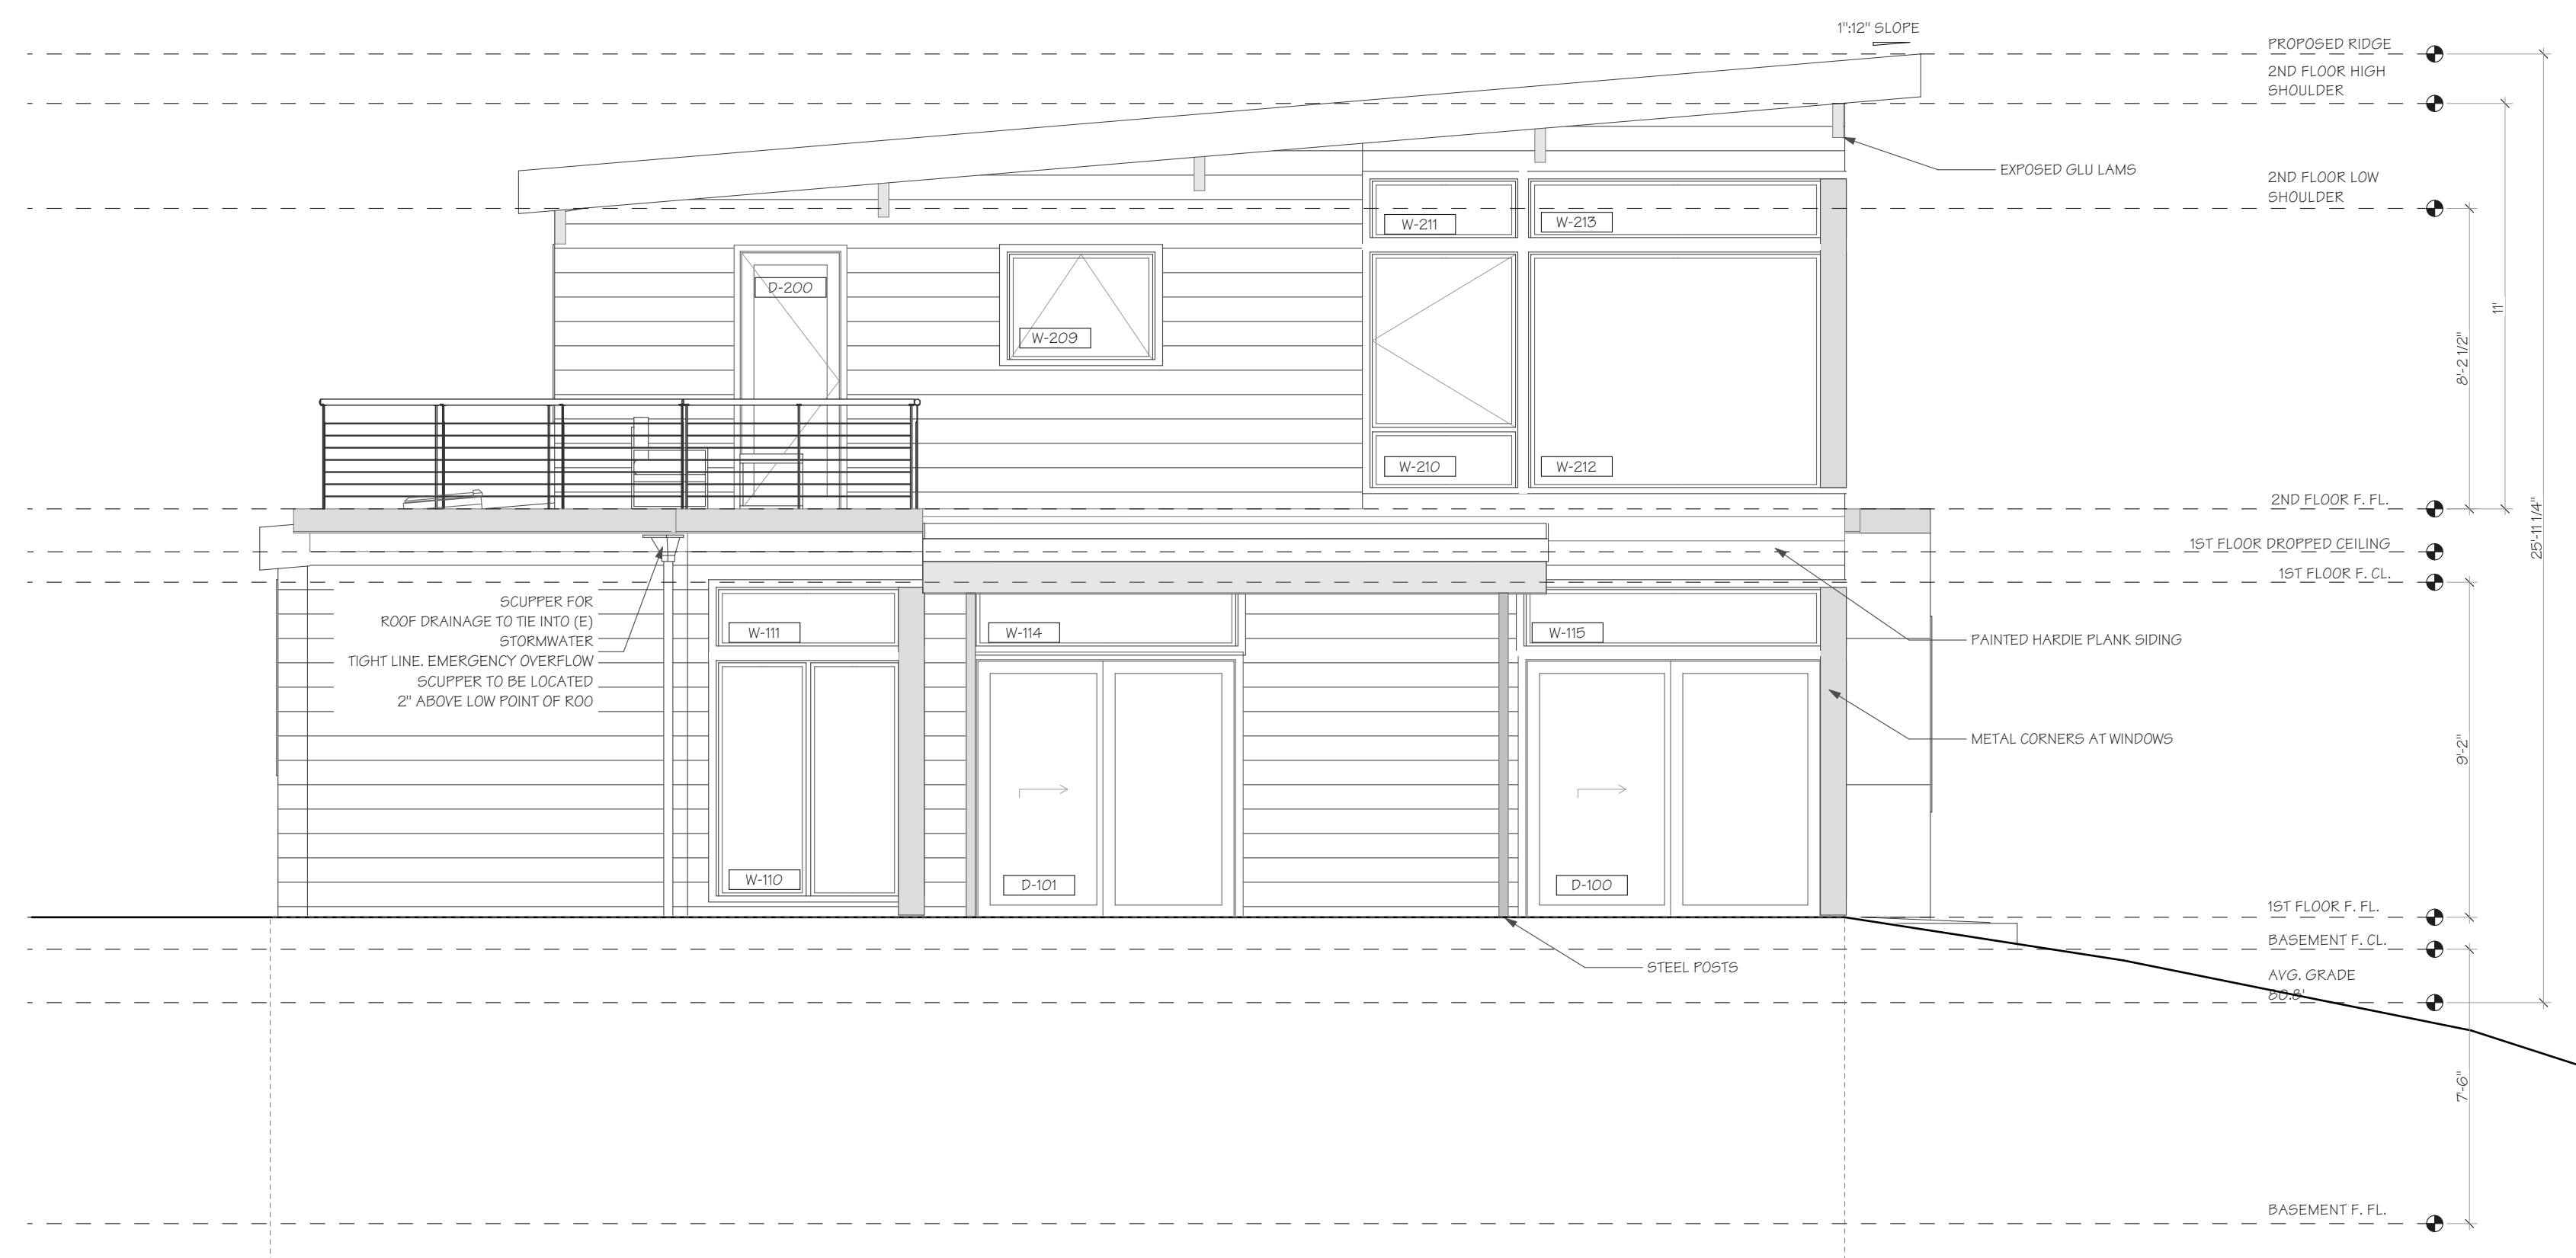 1":12" SLOPE
PROPOSED RIDGE
2ND FLOOR HIGH
SHOULDER
EXPOSED GLU LAMS
2ND FLOOR LOW
SHOULDER
W-211
W-213
D-200
W-209
11'
8'-2 1/2"
W-210
W-212
2ND FLOOR F. FL.
25'-11 1/4"
1ST FLOOR DROPPED CEILING
1ST FLOOR F. CL.
SCUPPER FOR
ROOF DRAINAGE TO TIE INTO (E)
STORMWATER
TIGHT LINE. EMERGENCY OVERFLOW
SCUPPER TO BE LOCATED
2" ABOVE LOW POINT OF ROO
W-111
W-114
W-115
PAINTED HARDIE PLANK SIDING
METAL CORNERS AT WINDOWS
9'-2"
W-110
D-101
D-100
1ST FLOOR F. FL.
BASEMENT F. CL.
STEEL POSTS
AVG. GRADE
80.8'
7'-6"
BASEMENT F. FL.